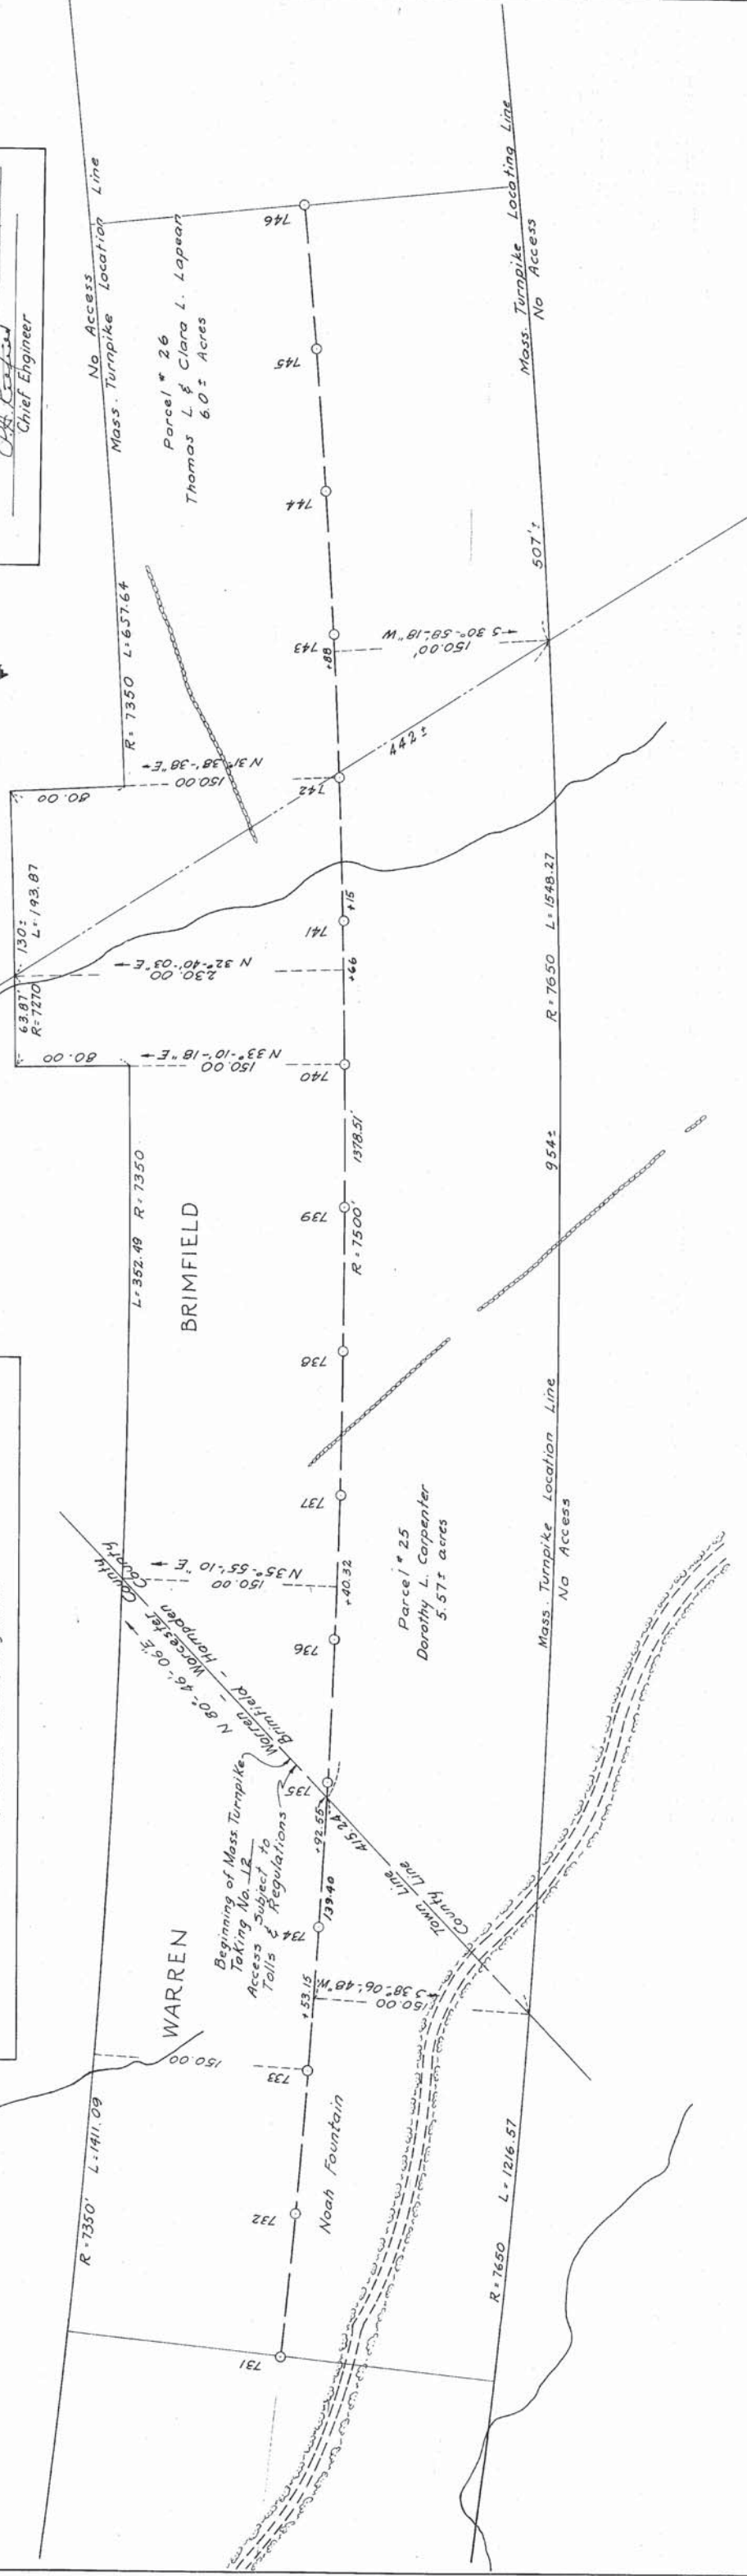 Chief Engineer
No Access
Mass. Turnpike Location Line
Mass. Turnpike Locating Line
No Access
746
745
744
743
+88
742
741
+15
+66
740
739
738
737
736
735
734
733
732
731
Parcel # 26
Thomas L & Clara L. Lapean
6.0± Acres
507'±
S 30°-58'-18" W
150.00'
R= 7350 L=657.64
N 31°-38'-38" E
150.00
80.00
442±
63.87' 130±
R=7270 L=193.87
N 32°-40'-03" E
230.00
80.00
N 33°-10'-18" E
150.00
R= 7650 L=1548.27
1378.51'
R=7500'
954±
L=352.49 R=7350
BRIMFIELD
Mass. Turnpike Location Line
No Access
Parcel # 25
Dorothy L. Carpenter
5.57± acres
N 35°-55'-10" E
150.00
+40.32
County
County
N 80°-46'-06" E
Warren - Worcester
Brimfield - Hampden
Beginning of Mass. Turnpike
Taking No. 12
Access Subject to
Tolls & Regulations
+92.55
415.24
139.40
Town Line
County Line
+53.15
S 38°-06'-48" W
150.00
WARREN
150.00
Noah Fountain
R=7350' L=1411.09
R=7650 L=1216.57